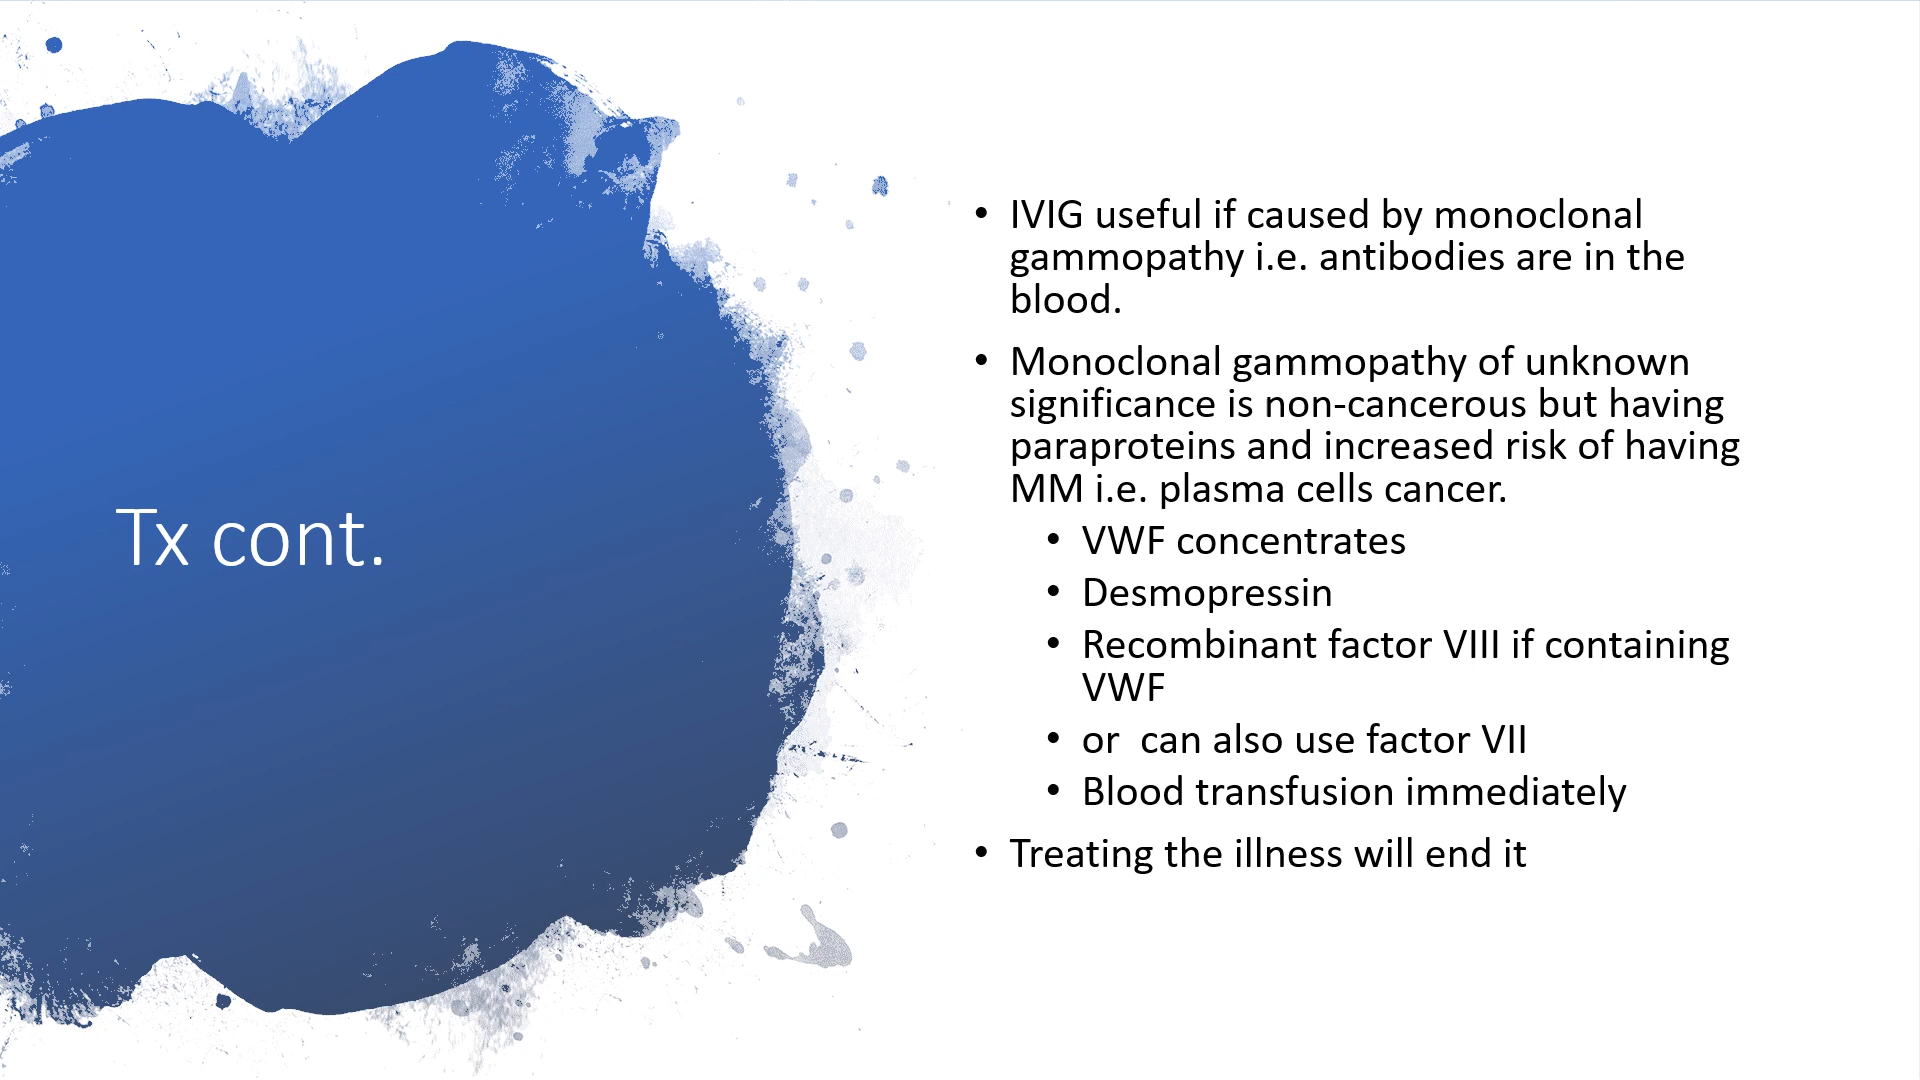 Tx cont.
• IVIG useful if caused by monoclonal
gammopathy i.e. antibodies are in the
blood.
• Monoclonal gammopathy of unknown
significance is non-cancerous but having
paraproteins and increased risk of having
MM i.e. plasma cells cancer.
• VWF concentrates
• Desmopressin
• Recombinant factor VIII if containing
VWF
• or  can also use factor VII
• Blood transfusion immediately
• Treating the illness will end it